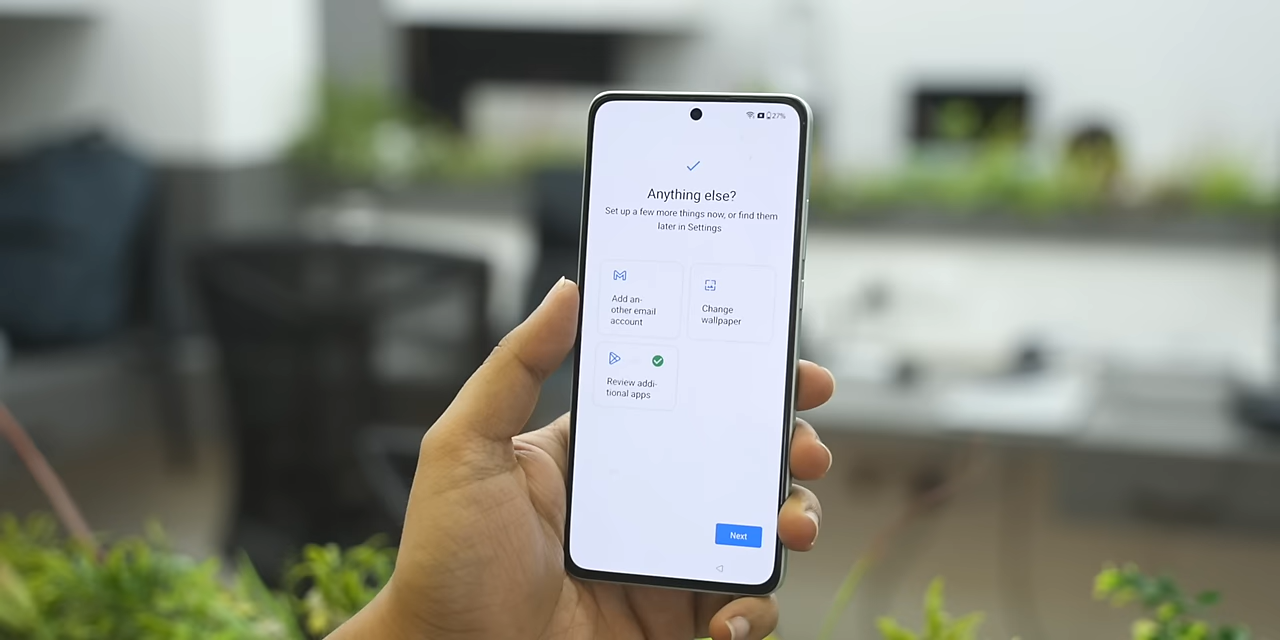 27%
Anything else?
Set up a few more things now, or find them
later in Settings
Add an-
other email
account
Change
wallpaper
Review addi-
tional apps
Next